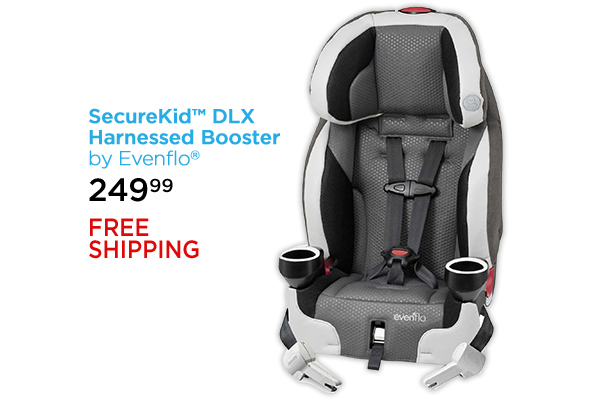 SecureKid™ DLX
Harnessed Booster
by Evenflo®
249⁹⁹
FREE
SHIPPING
evenflo